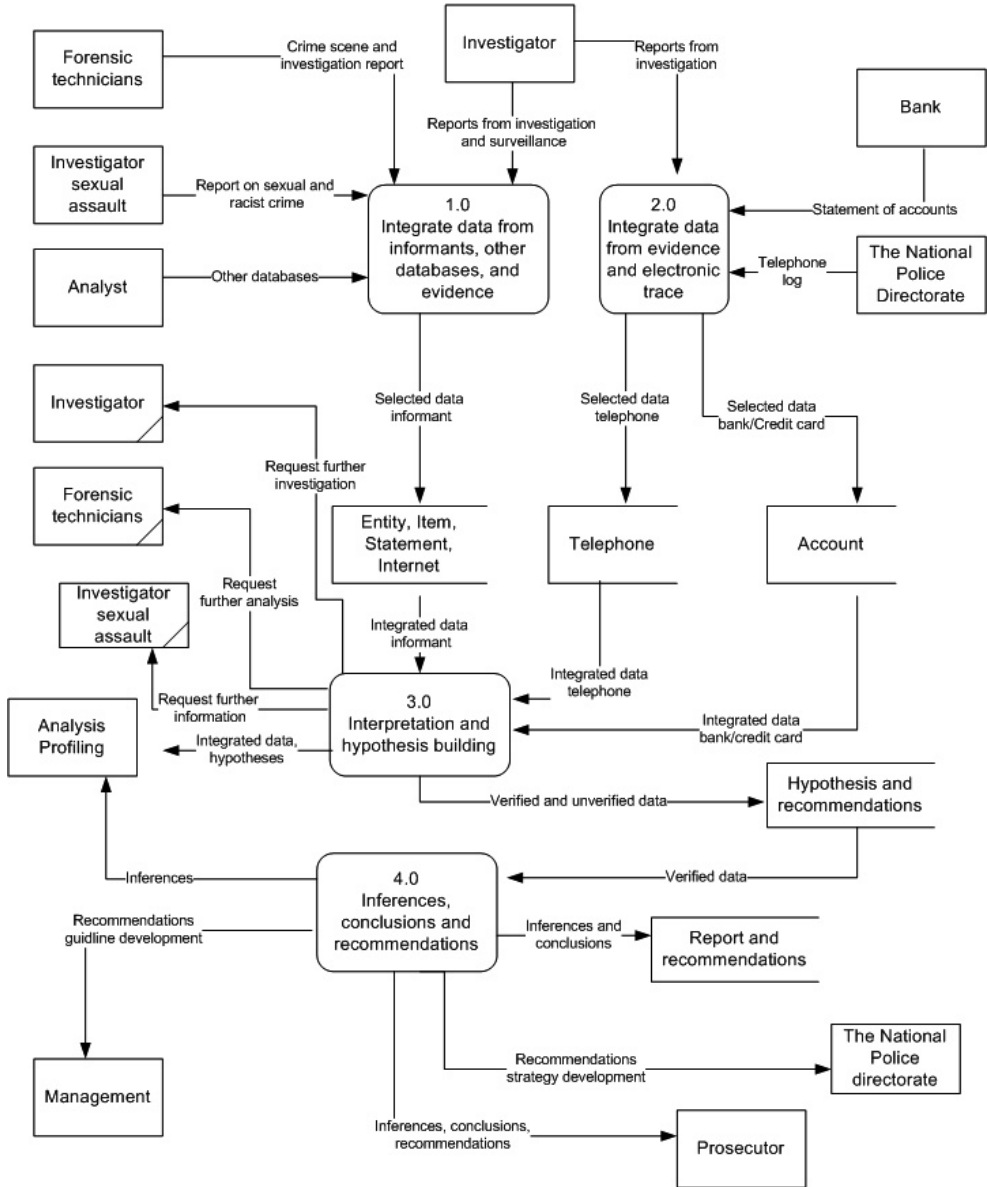 Forensic
technicians
Crime scene and
investigation report
Investigator
Reports from
investigation
Bank
Reports from investigation
and surveillance
Investigator
sexual
assault
Report on sexual and
racist crime
1.0
Integrate data from
informants, other
databases, and
evidence
2.0
Integrate data
from evidence
and electronic
trace
Statement of accounts
Analyst
Other databases
Telephone
log
The National
Police
Directorate
Investigator
Selected data
informant
Selected data
telephone
Selected data
bank/Credit card
Request further
investigation
Forensic
technicians
Entity, Item,
Statement,
Internet
Telephone
Account
Request
further analysis
Investigator
sexual
assault
Integrated data
informant
Integrated data
telephone
Request further
information
3.0
Interpretation and
hypothesis building
Integrated data
bank/credit card
Analysis
Profiling
Integrated data,
hypotheses
Verified and unverified data
Hypothesis and
recommendations
Inferences
4.0
Inferences,
conclusions and
recommendations
Verified data
Recommendations
guidline development
Inferences and
conclusions
Report and
recommendations
Recommendations
strategy development
The National
Police
directorate
Management
Inferences, conclusions,
recommendations
Prosecutor